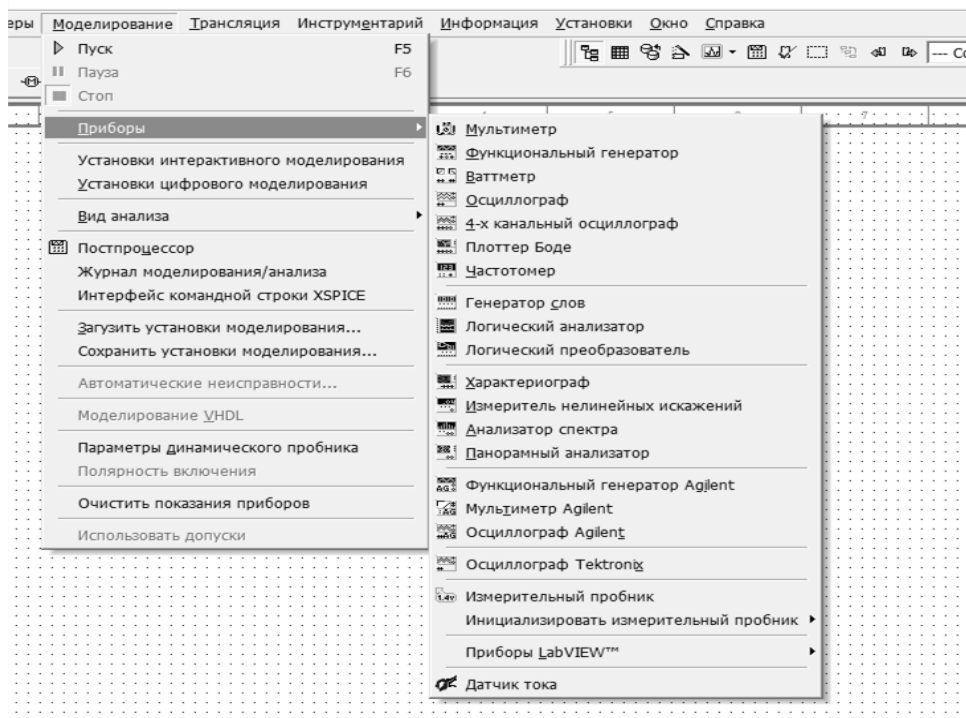 еры Моделирование Трансляция Инструментарий Информация Установки Окно Справка
Пуск F5
Пауза F6
Стоп
Приборы
Установки интерактивного моделирования
Установки цифрового моделирования
Вид анализа
Постпроцессор
Журнал моделирования/анализа
Интерфейс командной строки XSPICE
Загузить установки моделирования...
Сохранить установки моделирования...
Автоматические неисправности...
Моделирование VHDL
Параметры динамического пробника
Полярность включения
Очистить показания приборов
Использовать допуски
Мультиметр
Функциональный генератор
Ваттметр
Осциллограф
4-х канальный осциллограф
Плоттер Боде
Частотомер
Генератор слов
Логический анализатор
Логический преобразователь
Характериограф
Измеритель нелинейных искажений
Анализатор спектра
Панорамный анализатор
Функциональный генератор Agilent
Мультиметр Agilent
Осциллограф Agilent
Осциллограф Tektronix
Измерительный пробник
Инициализировать измерительный пробник
Приборы LabVIEW™
Датчик тока
--- Co
7